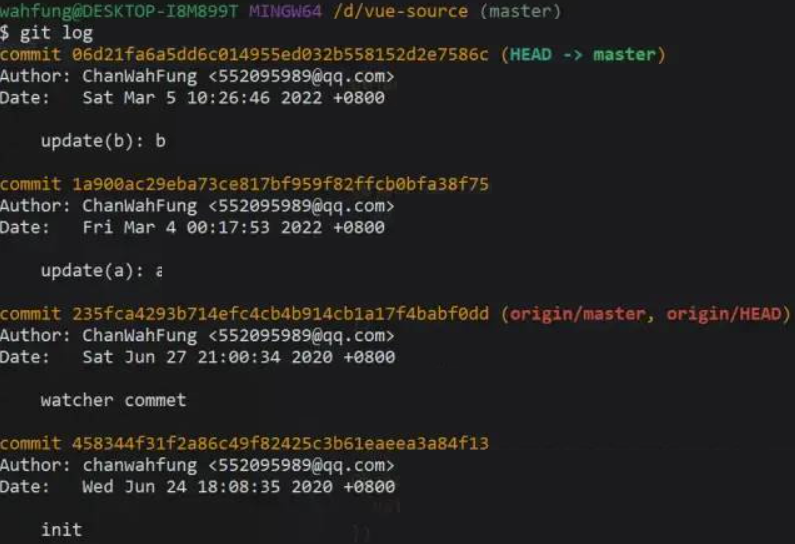 wahfung@DESKTOP-I8M899T MINGW64 /d/vue-source (master)
$ git log
commit 06d21fa6a5dd6c014955ed032b558152d2e7586c (HEAD -> master)
Author: ChanWahFung <552095989@qq.com>
Date:   Sat Mar 5 10:26:46 2022 +0800
    update(b): b
commit 1a900ac29eba73ce817bf959f82ffcb0bfa38f75
Author: ChanWahFung <552095989@qq.com>
Date:   Fri Mar 4 00:17:53 2022 +0800
    update(a): a
commit 235fca4293b714efc4cb4b914cb1a17f4babf0dd (origin/master, origin/HEAD)
Author: ChanWahFung <552095989@qq.com>
Date:   Sat Jun 27 21:00:34 2020 +0800
    watcher commet
commit 458344f31f2a86c49f82425c3b61eaeea3a84f13
Author: chanwahfung <552095989@qq.com>
Date:   Wed Jun 24 18:08:35 2020 +0800
    init